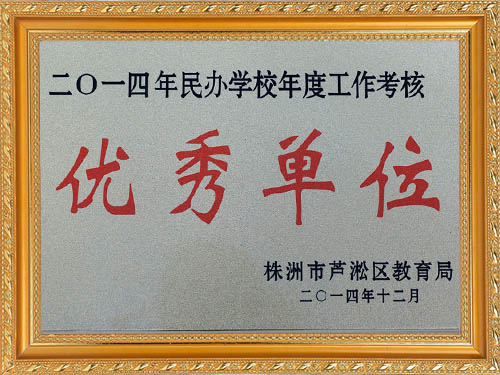 二〇一四年民办学校年度工作考核
优秀单位
株洲市芦淞区教育局
二〇一四年十二月